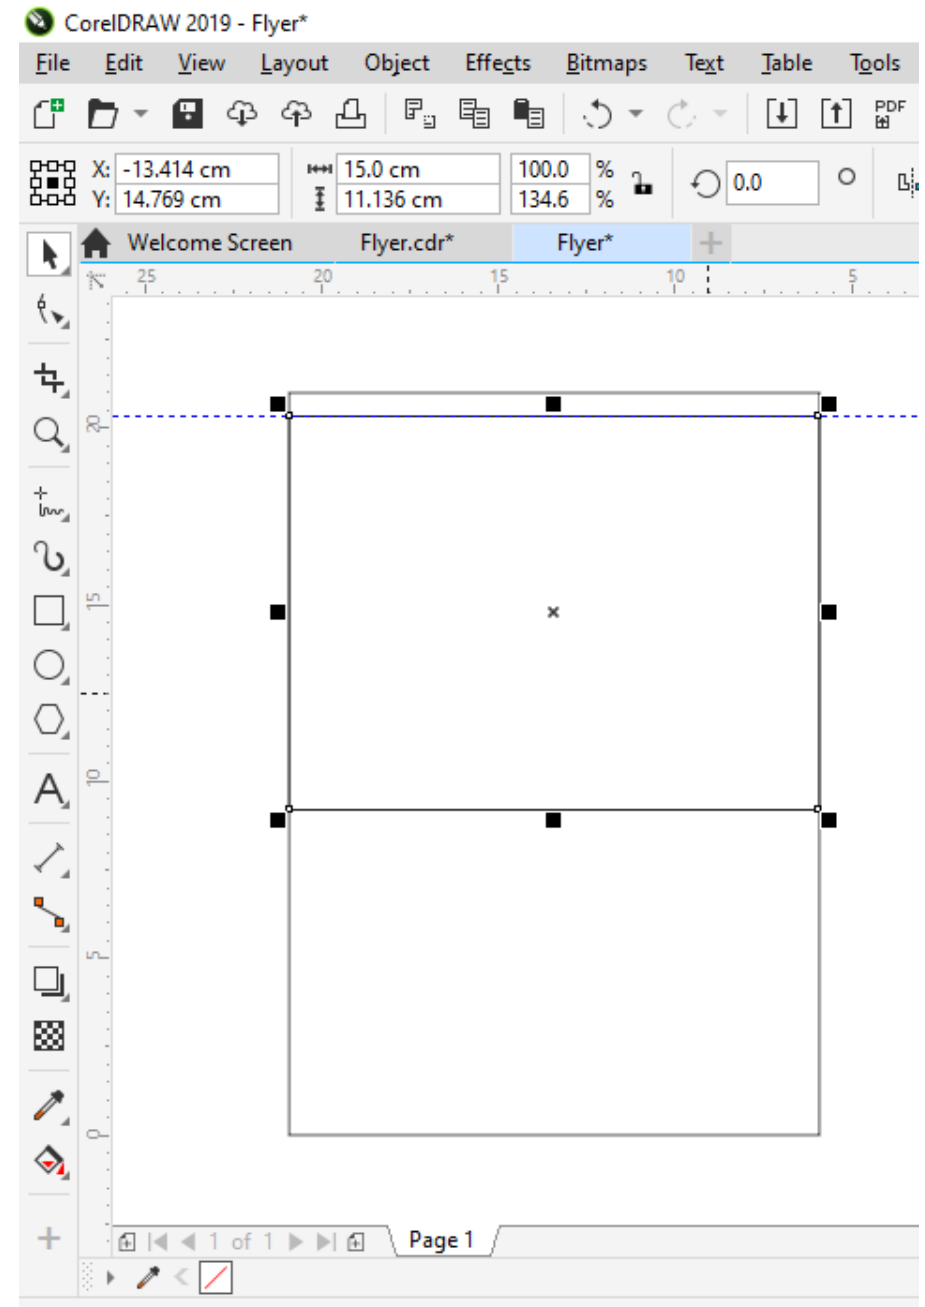 CorelDRAW 2019 - Flyer*
File Edit View Layout Object Effects Bitmaps Text Table Tools
PDF
X: -13.414 cm 15.0 cm 100.0 % 0.0
Y: 14.769 cm 11.136 cm 134.6 %
Welcome Screen Flyer.cdr* Flyer*
25 20 15 10 5
20
15
10
5
0
1 of 1 Page 1